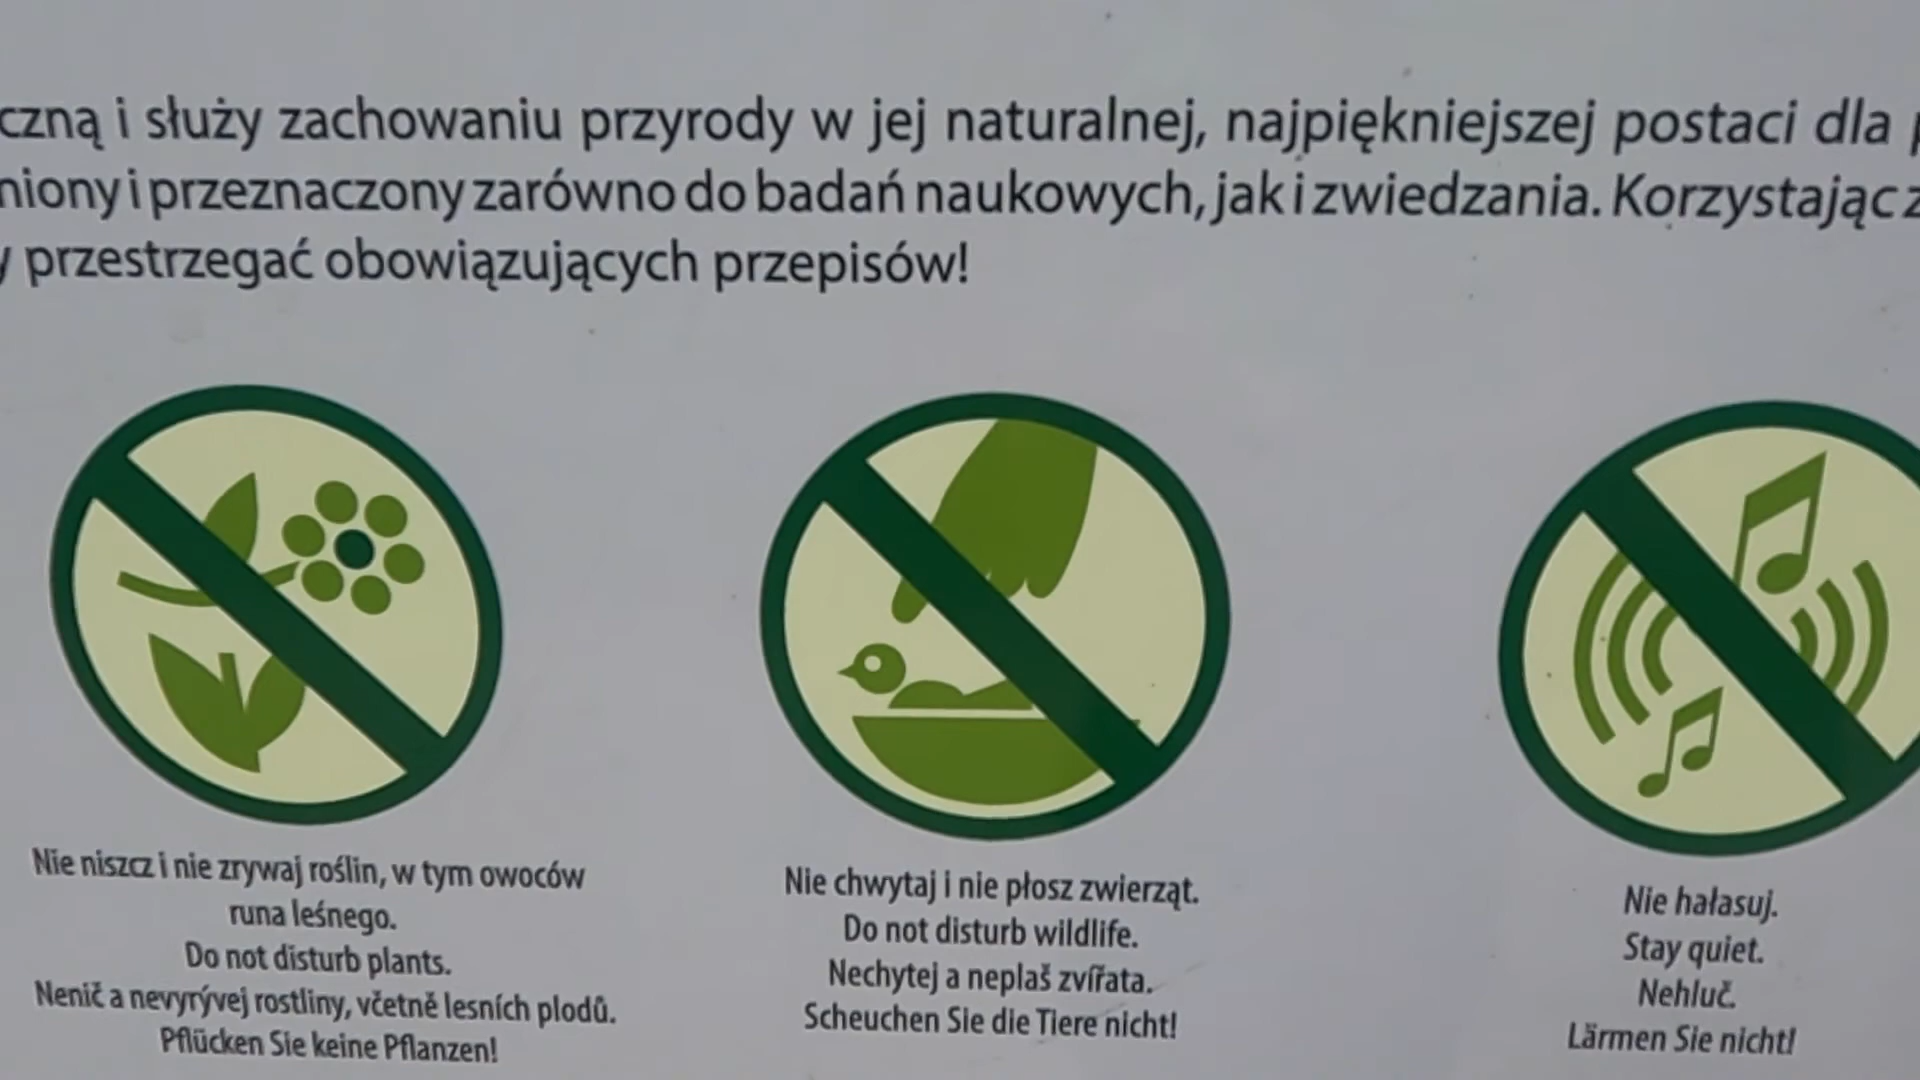 czną i służy zachowaniu przyrody w jej naturalnej, najpiękniejszej postaci dla
niony i przeznaczony zarówno do badań naukowych, jak i zwiedzania. Korzystając z
y przestrzegać obowiązujących przepisów!
Nie niszcz i nie zrywaj roślin, w tym owoców
runa leśnego.
Do not disturb plants.
Nenič a nevyrývej rostliny, včetně lesních plodů.
Pflücken Sie keine Pflanzen!
Nie chwytaj i nie płosz zwierząt.
Do not disturb wildlife.
Nechytej a neplaš zvířata.
Scheuchen Sie die Tiere nicht!
Nie hałasuj.
Stay quiet.
Nehluč.
Lärmen Sie nicht!